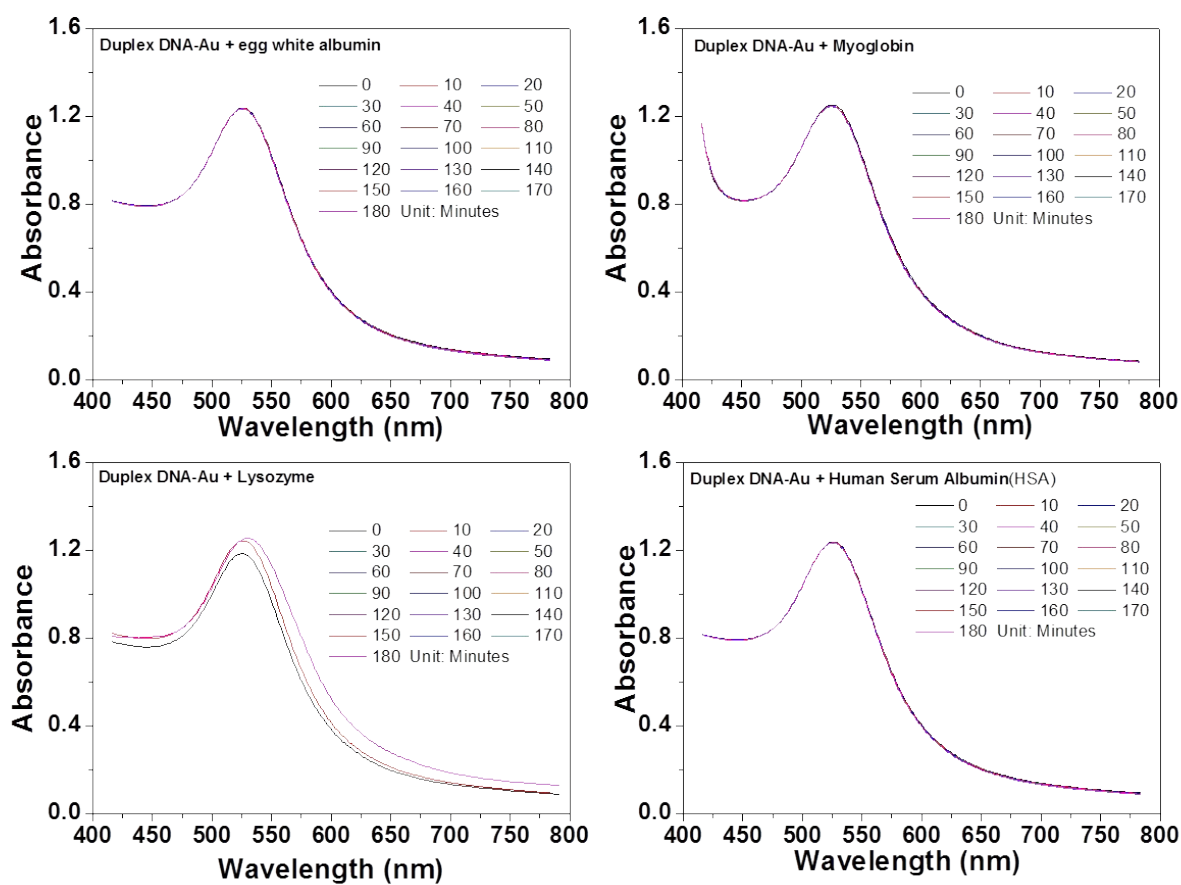 Duplex DNA-Au + egg white albumin
0 10 20
30 40 50
60 70 80
90 100 110
120 130 140
150 160 170
180 Unit: Minutes
1.6
1.2
0.8
0.4
0.0
Absorbance
400 450 500 550 600 650 700 750 800
Wavelength (nm)
Duplex DNA-Au + Myoglobin
0 10 20
30 40 50
60 70 80
90 100 110
120 130 140
150 160 170
180 Unit: Minutes
1.6
1.2
0.8
0.4
0.0
Absorbance
400 450 500 550 600 650 700 750 800
Wavelength (nm)
Duplex DNA-Au + Lysozyme
0 10 20
30 40 50
60 70 80
90 100 110
120 130 140
150 160 170
180 Unit: Minutes
1.6
1.2
0.8
0.4
0.0
Absorbance
400 450 500 550 600 650 700 750 800
Wavelength (nm)
Duplex DNA-Au + Human Serum Albumin(HSA)
0 10 20
30 40 50
60 70 80
90 100 110
120 130 140
150 160 170
180 Unit: Minutes
1.6
1.2
0.8
0.4
0.0
Absorbance
400 450 500 550 600 650 700 750 800
Wavelength (nm)